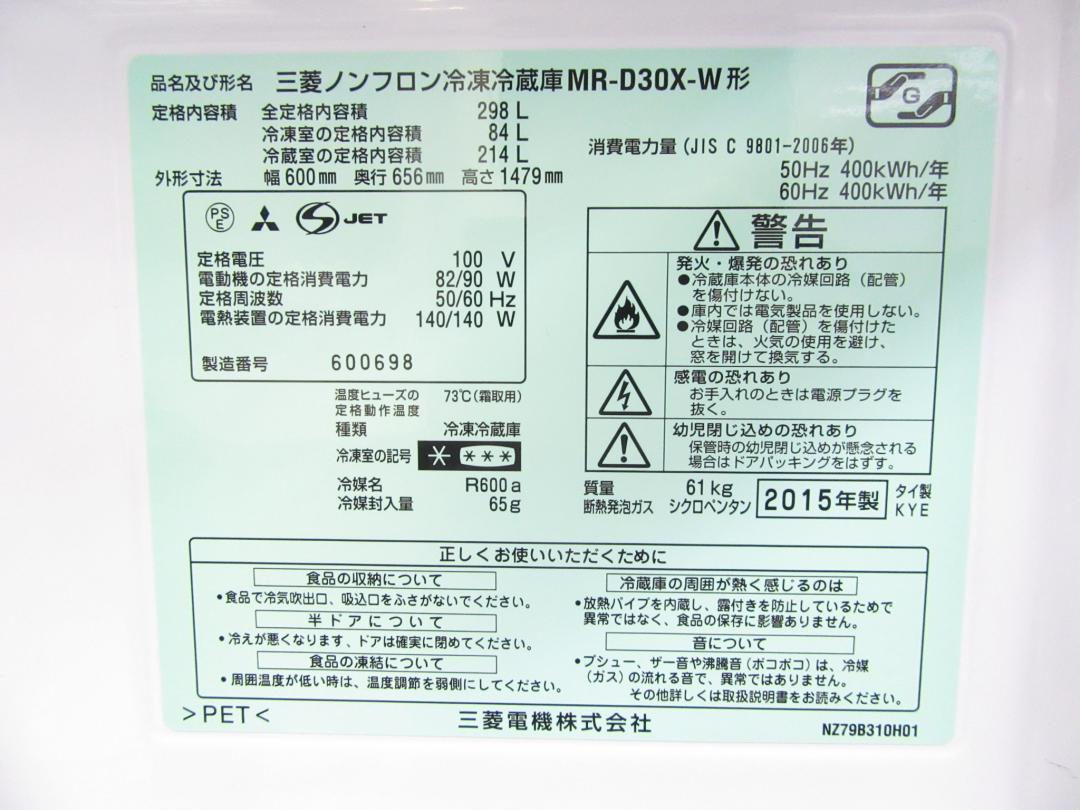 品名及び形名 三菱ノンフロン冷凍冷蔵庫MR-D30X-W形
定格内容積 全定格内容積 298 L
冷凍室の定格内容積 84 L
冷蔵室の定格内容積 214 L
外形寸法 幅600mm 奥行656mm 高さ1479mm
G
消費電力量(JIS C 9801-2006年)
50Hz 400kWh/年
60Hz 400kWh/年
PS E JET
定格電圧 100 V
電動機の定格消費電力 82/90 W
定格周波数 50/60 Hz
電熱装置の定格消費電力 140/140 W
製造番号 600698
温度ヒューズの 73℃(霜取用)
定格動作温度
種類 冷凍冷蔵庫
冷凍室の記号 * ***
冷媒名 R600a
冷媒封入量 65g
警告
発火・爆発の恐れあり
●冷蔵庫本体の冷媒回路(配管)
を傷付けない。
●庫内では電気製品を使用しない。
●冷媒回路(配管)を傷付けた
ときは、火気の使用を避け、
窓を開けて換気する。
感電の恐れあり
お手入れのときは電源プラグを
抜く。
幼児閉じ込めの恐れあり
保管時の幼児閉じ込めが懸念される
場合はドアパッキングをはずす。
質量 61kg
断熱発泡ガス シクロペンタン
2015年製
タイ製
KYE
正しくお使いいただくために
食品の収納について
•食品で冷気吹出口、吸込口をふさがないでください。
半ドアについて
•冷えが悪くなります、ドアは確実に閉めてください。
食品の凍結について
•周囲温度が低い時は、温度調節を弱側にしてください。
冷蔵庫の周囲が熱く感じるのは
•放熱パイプを内蔵し、露付きを防止しているためで
異常ではなく、食品の保存に影響ありません。
音について
•プシュー、ザー音や沸騰音(ポコポコ)は、冷媒
(ガス)の流れる音で、異常ではありません。
その他詳しくは取扱説明書をお読みください。
>PET<
三菱電機株式会社
NZ79B310H01